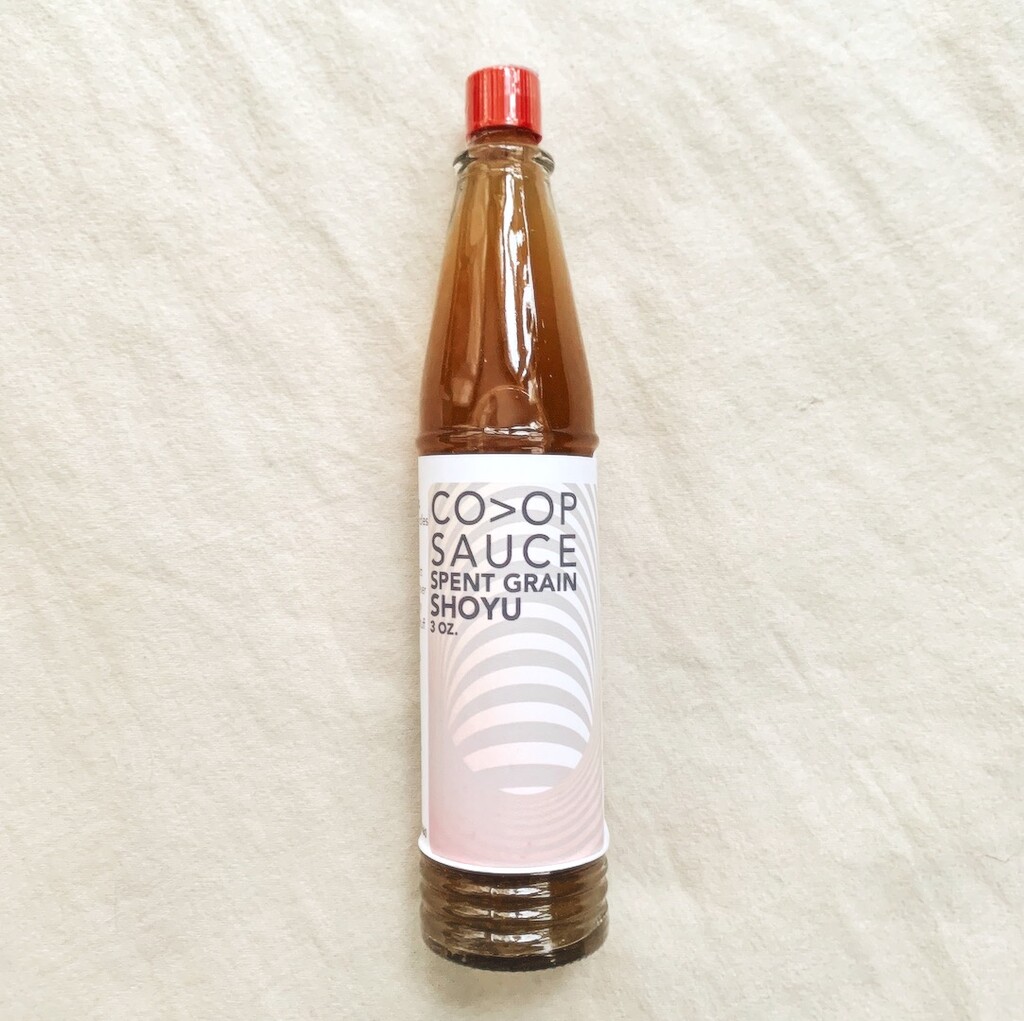 CO>OP
SAUCE
SPENT GRAIN
SHOYU
3 OZ.